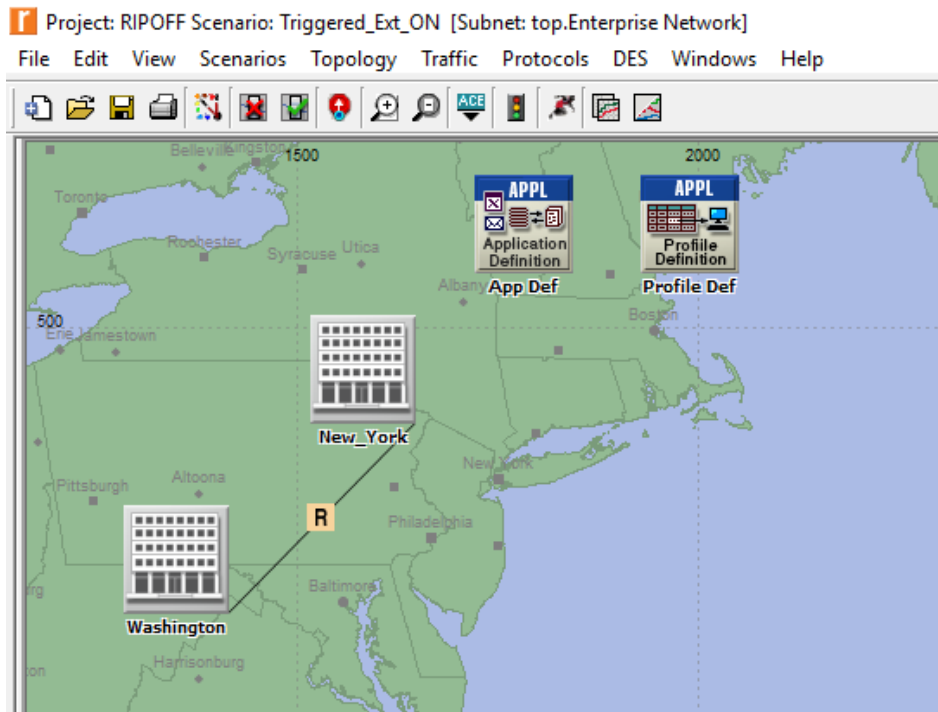 Project: RIPOFF Scenario: Triggered_Ext_ON [Subnet: top.Enterprise Network]
File Edit View Scenarios Topology Traffic Protocols DES Windows Help
ACE
Belleville Kingston 1500 2000
Toronto
APPL APPL
Rochester Syracuse Utica
Application Definition
Profiile Definition
Albany App Def Profile Def
500 Boston
Erie Jamestown
New_York
New York
Pittsburgh Altoona
R
Philadelphia
Baltimore
Washington
Harrisonburg